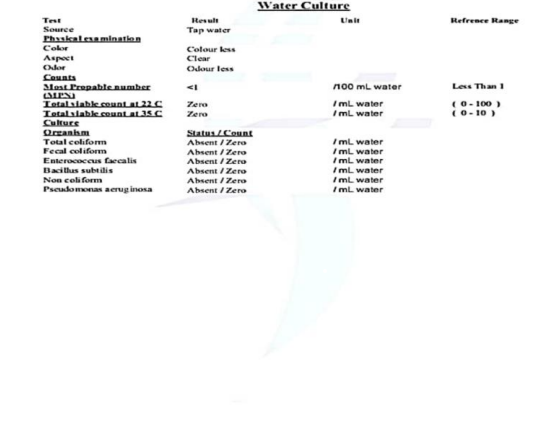 Water Culture
Test Result Unit Refrence Range
Source Tap water
Physical examination
Color Colour less
Aspect Clear
Odor Odour less
Counts
Most Propable number <1 /100 mL water Less Than 1
(MPN)
Total viable count at 22 C Zero / mL water ( 0 - 100 )
Total viable count at 35 C Zero / mL water ( 0 - 10 )
Culture
Organism Status / Count
Total coliform Absent / Zero / mL water
Fecal coliform Absent / Zero / mL water
Enterococcus faecalis Absent / Zero / mL water
Bacillus subtilis Absent / Zero / mL water
Non coliform Absent / Zero / mL water
Pseudomonas aeruginosa Absent / Zero / mL water